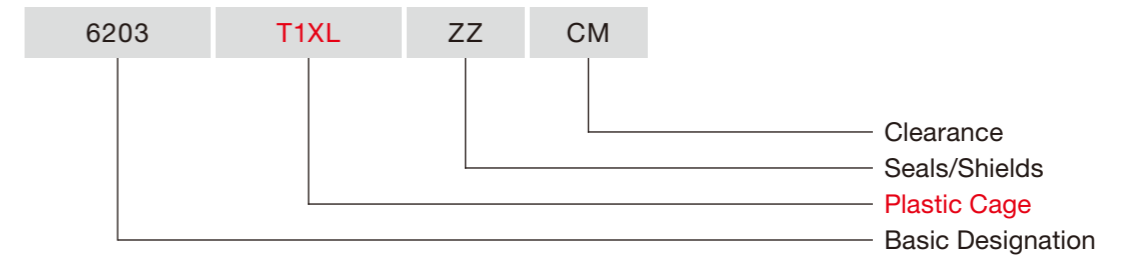 6203 T1XL ZZ CM
Clearance
Seals/Shields
Plastic Cage
Basic Designation